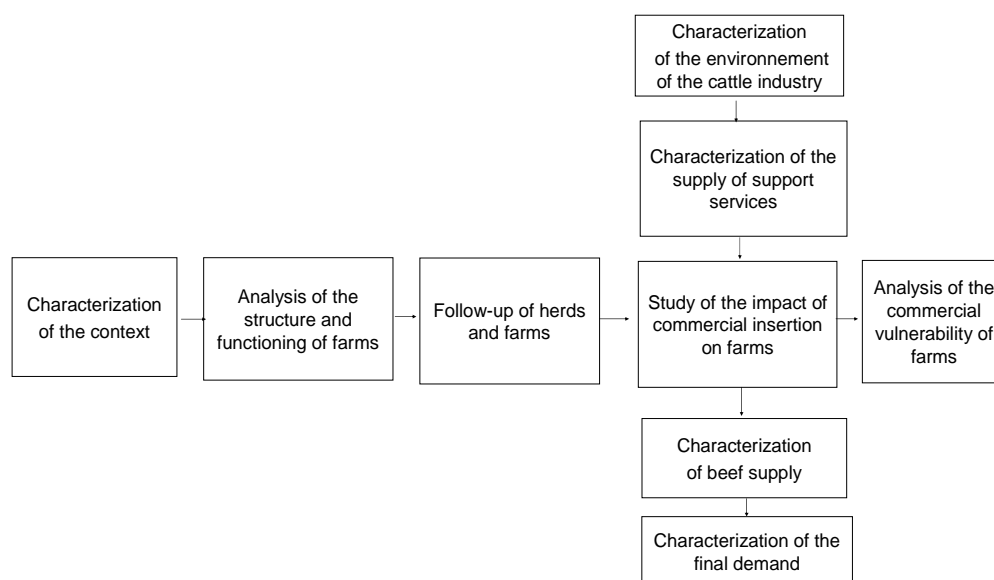 Characterization
of the environnement
of the cattle industry
Characterization of the
supply of support
services
Characterization
of the context
Analysis of the
structure and
functioning of farms
Follow-up of herds
and farms
Study of the impact of
commercial insertion
on farms
Analysis of the
commercial
vulnerability of
farms
Characterization
of beef supply
Characterization of the
final demand